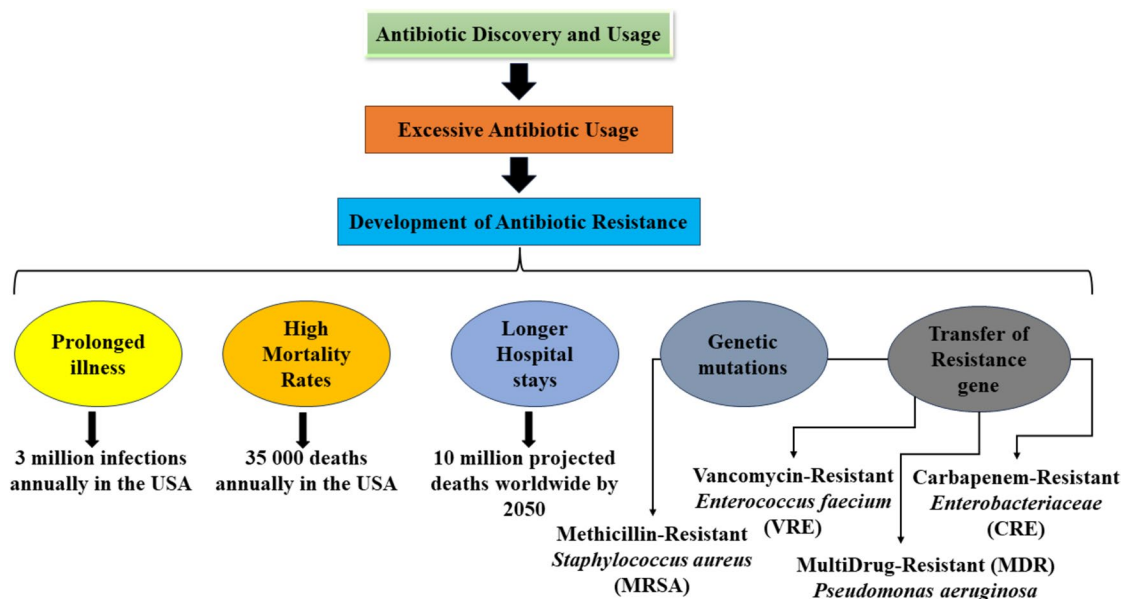 Antibiotic Discovery and Usage
Excessive Antibiotic Usage
Development of Antibiotic Resistance
Prolonged
illness
High
Mortality
Rates
Longer
Hospital
stays
Genetic
mutations
Transfer of
Resistance
gene
3 million infections
annually in the USA
35 000 deaths
annually in the USA
10 million projected
deaths worldwide by
2050
Methicillin-Resistant
Staphylococcus aureus
(MRSA)
Vancomycin-Resistant
Enterococcus faecium
(VRE)
MultiDrug-Resistant (MDR)
Pseudomonas aeruginosa
Carbapenem-Resistant
Enterobacteriaceae
(CRE)